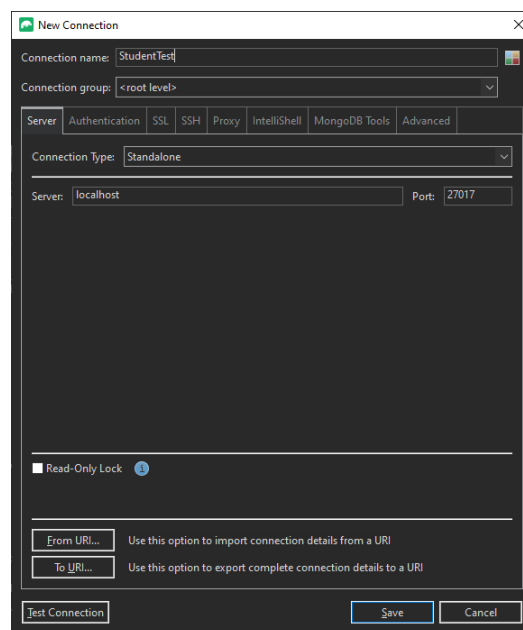 New Connection
Connection name: StudentTest
Connection group: <root level>
Server Authentication SSL SSH Proxy IntelliShell MongoDB Tools Advanced
Connection Type: Standalone
Server: localhost Port: 27017
Read-Only Lock i
From URI... Use this option to import connection details from a URI
To URI... Use this option to export complete connection details to a URI
Test Connection Save Cancel